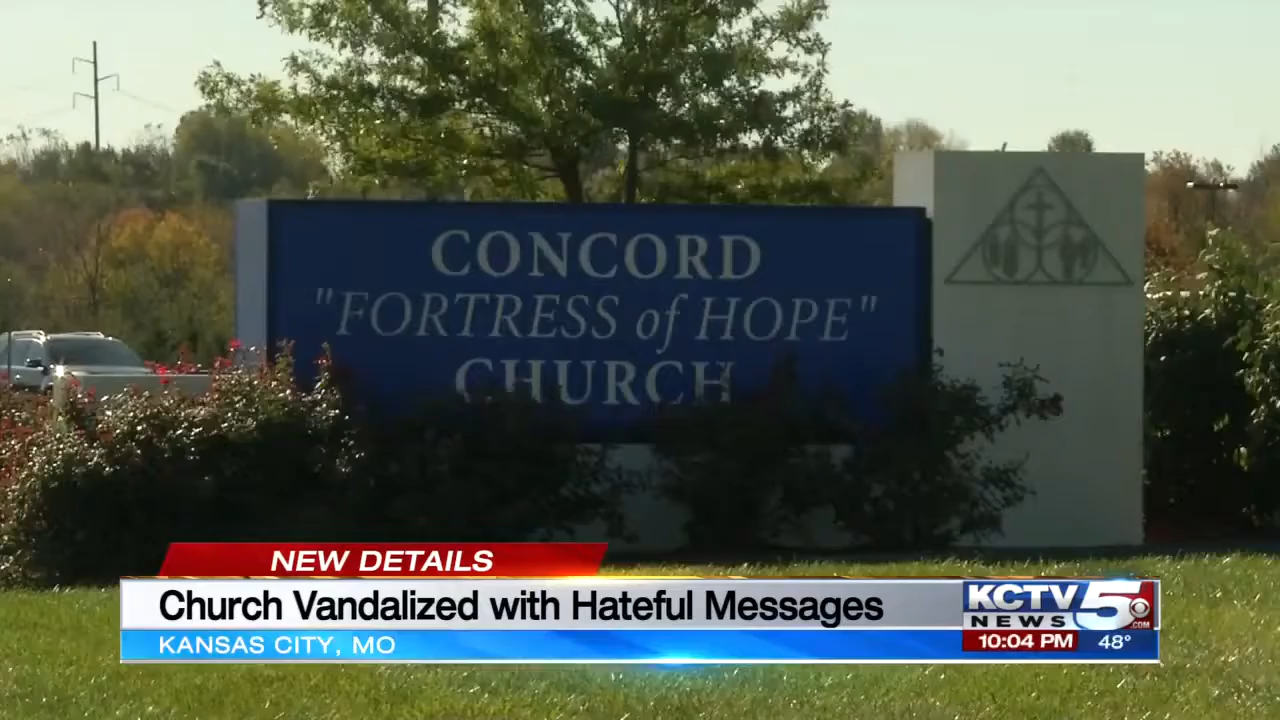 CONCORD
"FORTRESS of HOPE"
CHURCH
NEW DETAILS
Church Vandalized with Hateful Messages
KANSAS CITY, MO
KCTV5
NEWS
.COM
10:04 PM 48°